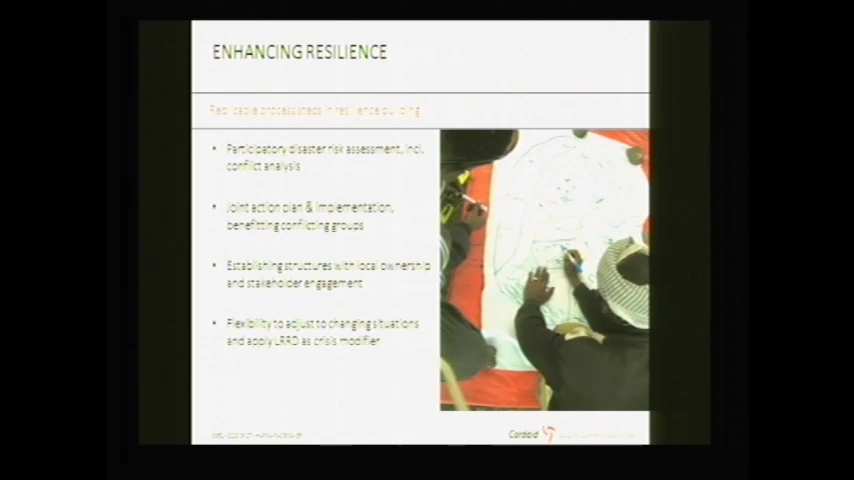 ENHANCING RESILIENCE
Replicable process steps in resilience building
• Participatory disaster risk assessment, incl.
conflict analysis
• Joint action plan & implementation,
benefitting conflicting groups
• Establishing structures with local ownership
and stakeholder engagement
• Flexibility to adjust to changing situations
and apply LRRD as crisis modifier
Cordaid